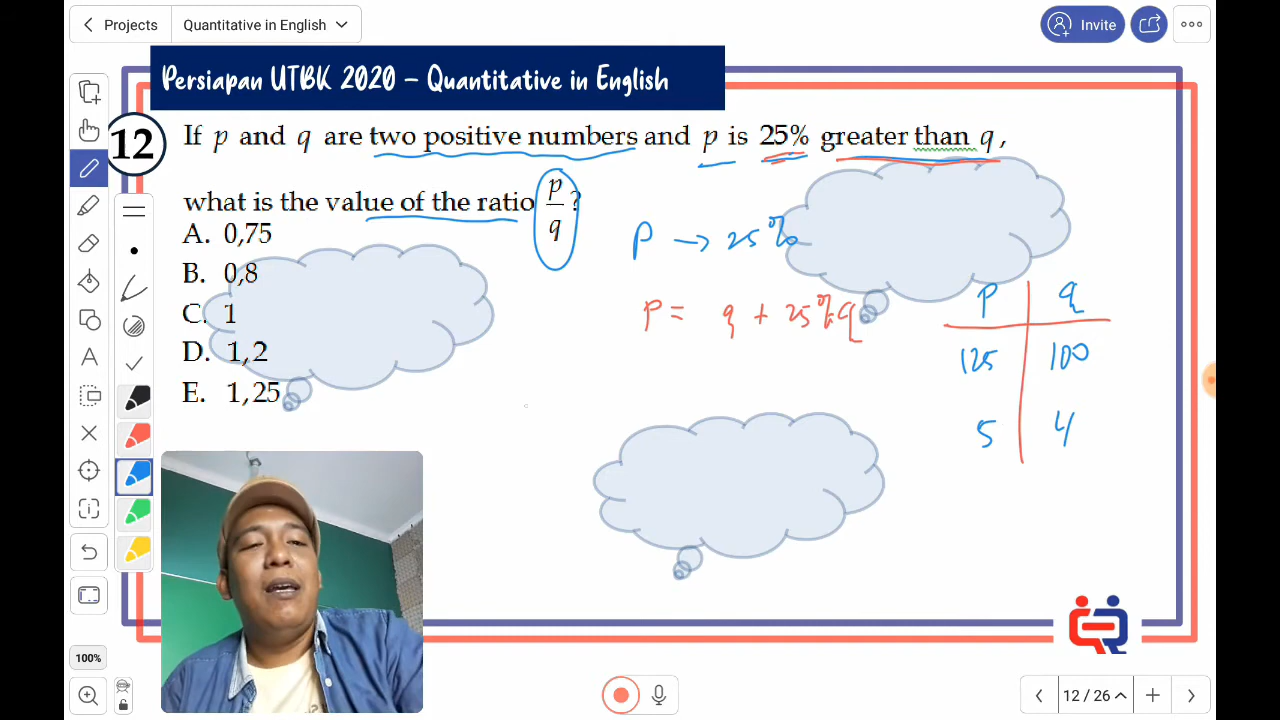 Projects
Quantitative in English
Invite
Persiapan UTBK 2020 – Quantitative in English
12
If p and q are two positive numbers and p is 25% greater than q,
what is the value of the ratio p/q?
A. 0,75
B. 0,8
C. 1
D. 1,2
E. 1,25
P → 25%
P = q + 25% q
P q
125 100
5 4
A
100%
12 / 26